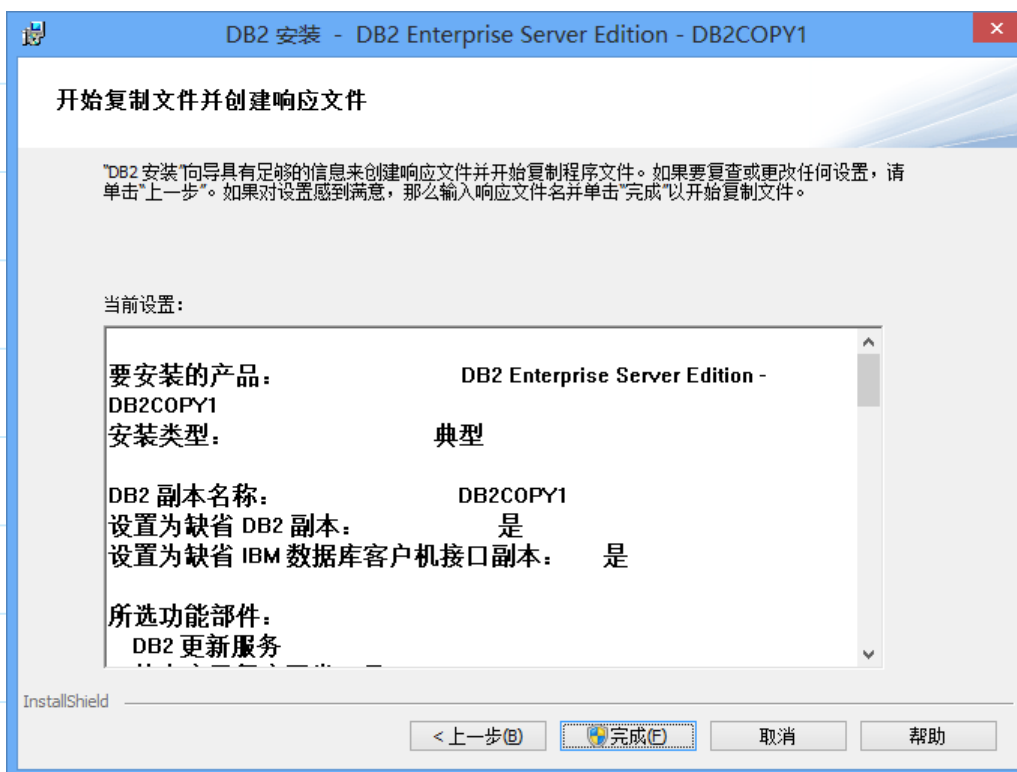 DB2 安装 - DB2 Enterprise Server Edition - DB2COPY1
开始复制文件并创建响应文件
"DB2 安装"向导具有足够的信息来创建响应文件并开始复制程序文件。如果要复查或更改任何设置，请
单击"上一步"。如果对设置感到满意，那么输入响应文件名并单击"完成"以开始复制文件。
当前设置：
要安装的产品： DB2 Enterprise Server Edition -
DB2COPY1
安装类型： 典型
DB2 副本名称： DB2COPY1
设置为缺省 DB2 副本： 是
设置为缺省 IBM 数据库客户机接口副本： 是
所选功能部件：
DB2 更新服务
InstallShield
< 上一步(B) 完成(F) 取消 帮助